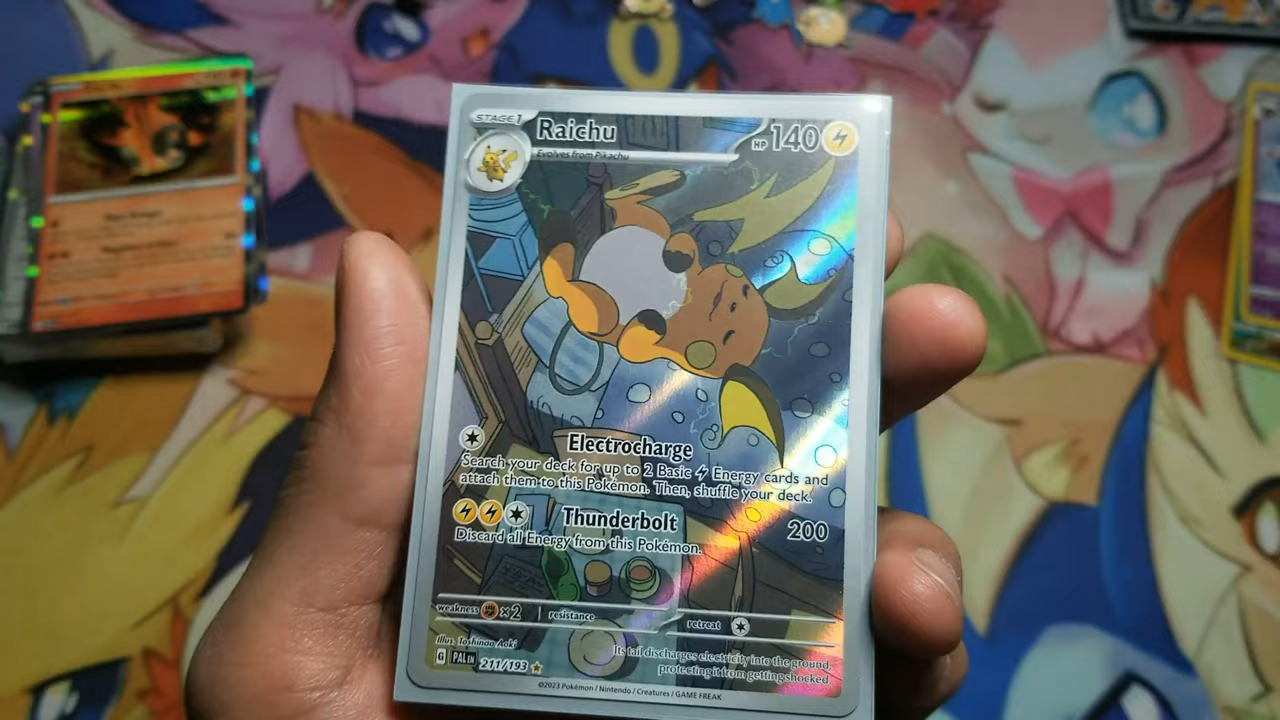 STAGE 1
Raichu
HP 140
Evolves from Pikachu
Electrocharge
Search your deck for up to 2 Basic Energy cards and
attach them to this Pokémon. Then, shuffle your deck.
Thunderbolt 200
Discard all Energy from this Pokémon.
weakness ×2 resistance retreat
Illus. Toshinao Aoki
G PAL EN 211/193
Its tail discharges electricity into the ground,
protecting it from getting shocked.
©2023 Pokémon / Nintendo / Creatures / GAME FREAK